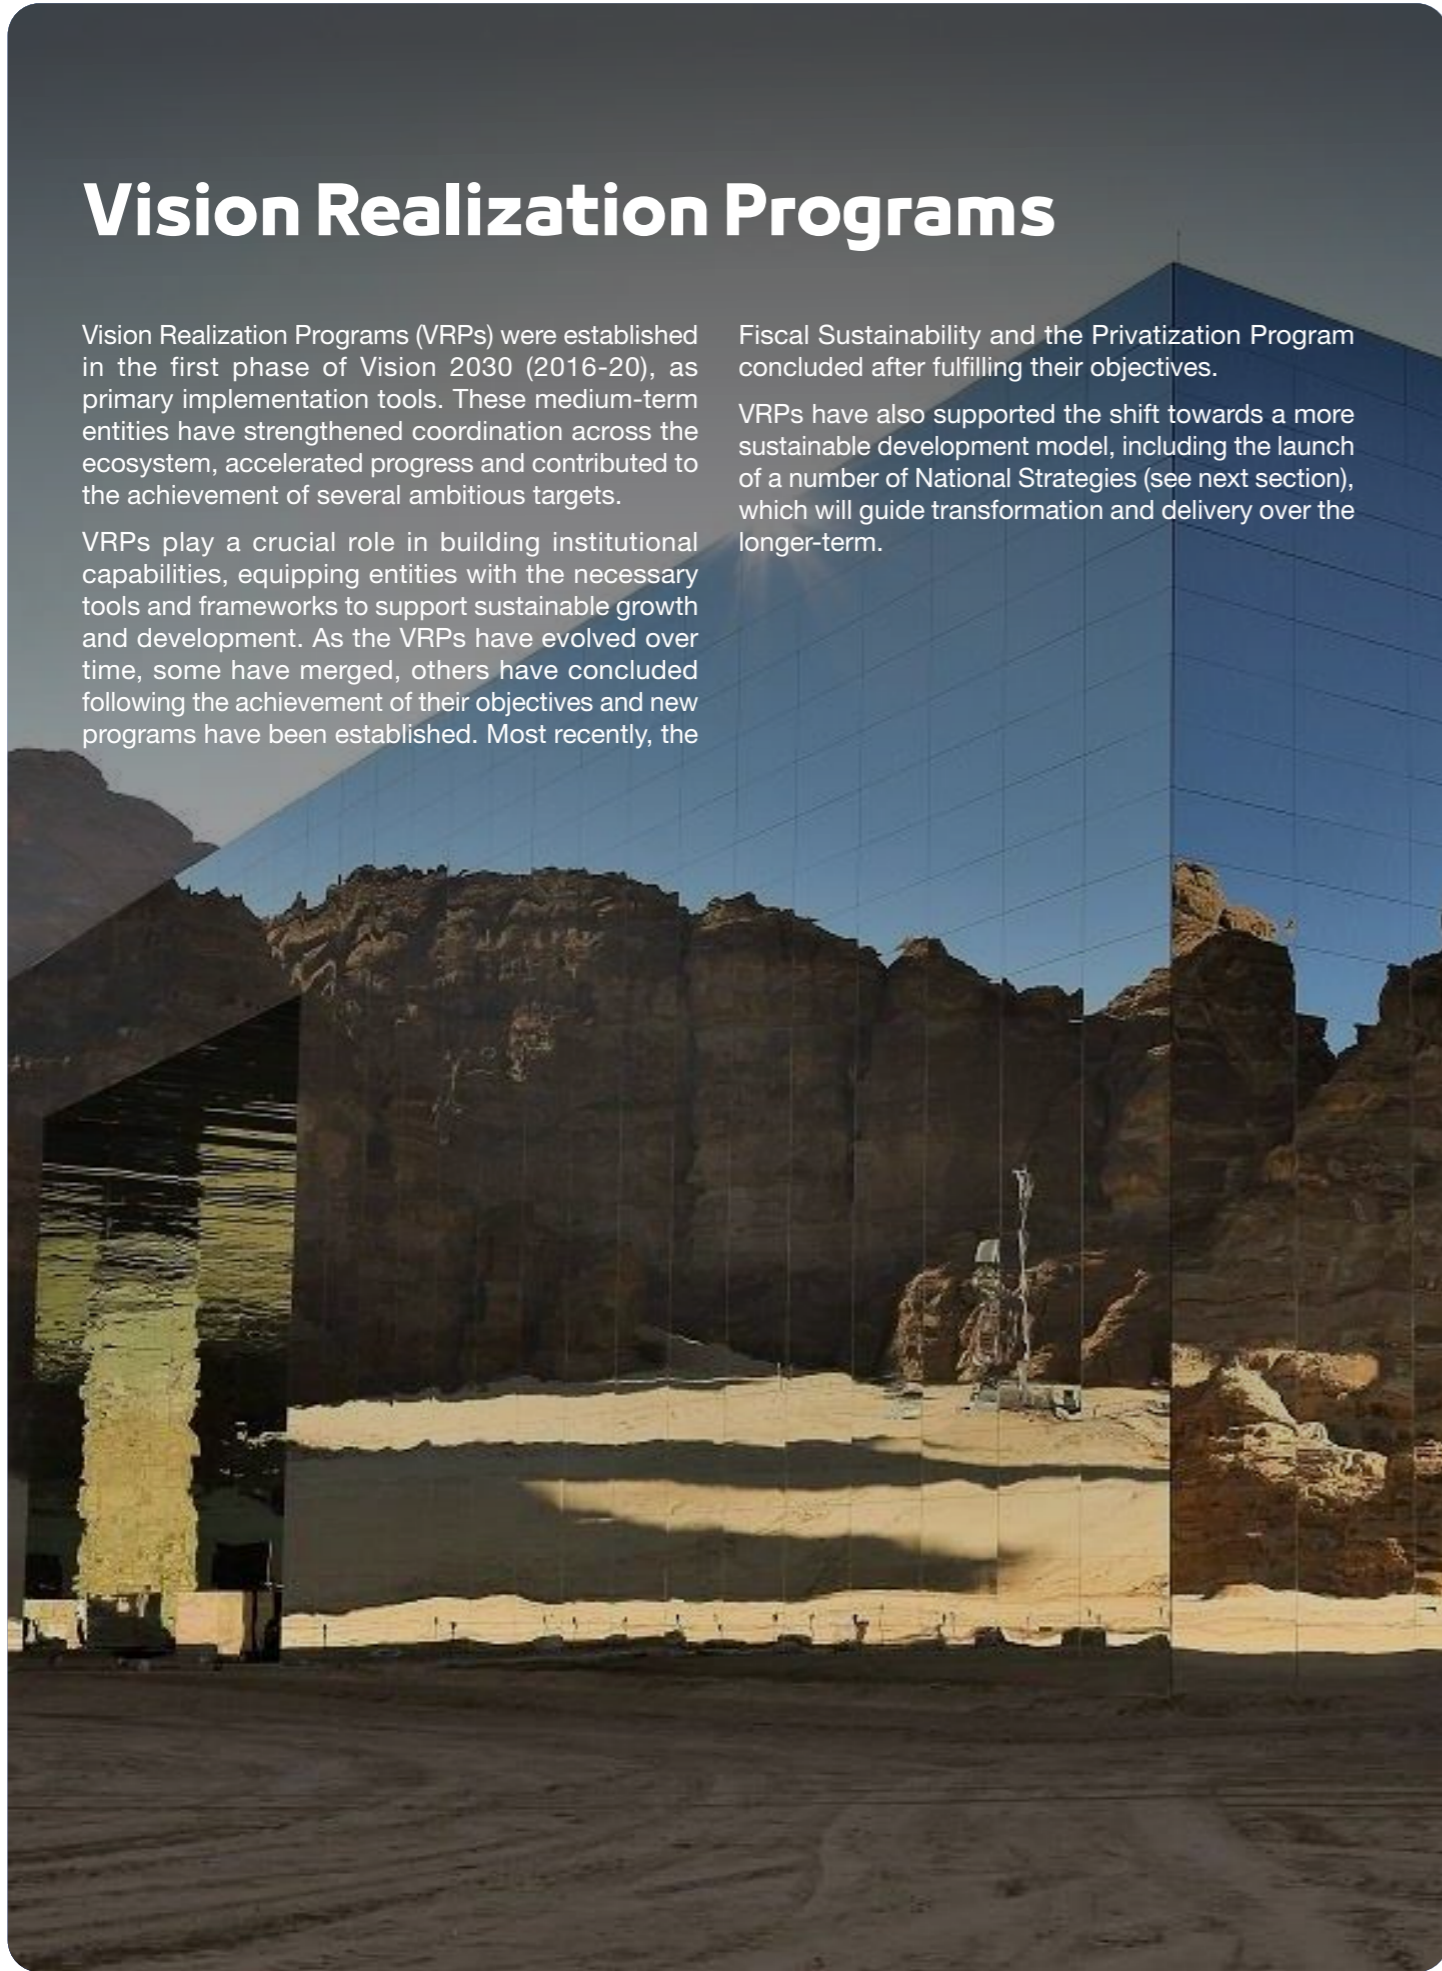 Vision Realization Programs
Vision Realization Programs (VRPs) were established
in the first phase of Vision 2030 (2016-20), as
primary implementation tools. These medium-term
entities have strengthened coordination across the
ecosystem, accelerated progress and contributed to
the achievement of several ambitious targets.
VRPs play a crucial role in building institutional
capabilities, equipping entities with the necessary
tools and frameworks to support sustainable growth
and development. As the VRPs have evolved over
time, some have merged, others have concluded
following the achievement of their objectives and new
programs have been established. Most recently, the
Fiscal Sustainability and the Privatization Program
concluded after fulfilling their objectives.
VRPs have also supported the shift towards a more
sustainable development model, including the launch
of a number of National Strategies (see next section),
which will guide transformation and delivery over the
longer-term.